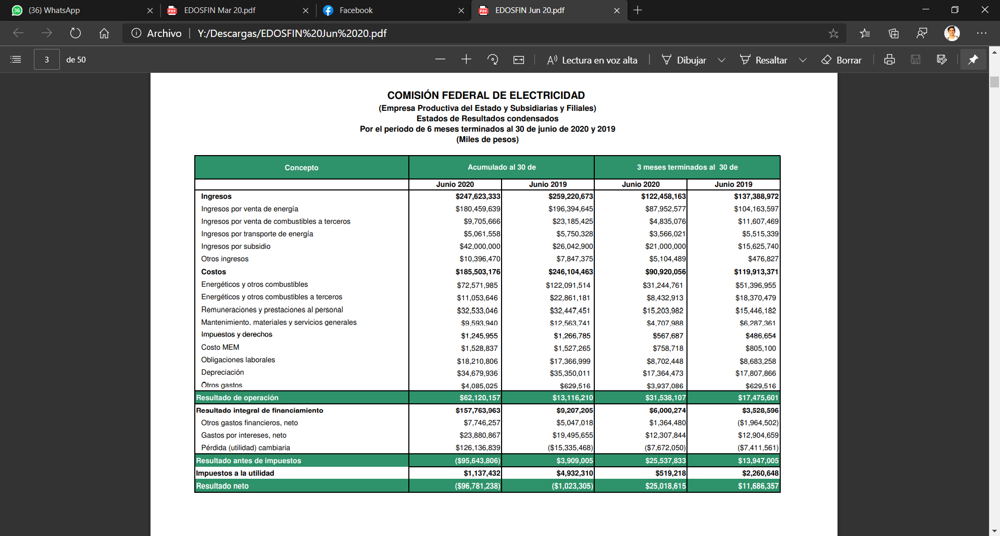 (36) WhatsApp
EDOSFIN Mar 20.pdf
Facebook
EDOSFIN Jun 20.pdf
Archivo | Y:/Descargas/EDOSFIN%20Jun%2020.pdf
3 de 50
Lectura en voz alta
Dibujar
Resaltar
Borrar
COMISIÓN FEDERAL DE ELECTRICIDAD
(Empresa Productiva del Estado y Subsidiarias y Filiales)
Estados de Resultados condensados
Por el periodo de 6 meses terminados al 30 de junio de 2020 y 2019
(Miles de pesos)
Concepto Acumulado al 30 de 3 meses terminados al 30 de
Junio 2020 Junio 2019 Junio 2020 Junio 2019
Ingresos $247,623,333 $259,220,673 $122,458,163 $137,388,972
Ingresos por venta de energía $180,459,639 $196,394,645 $87,952,577 $104,163,597
Ingresos por venta de combustibles a terceros $9,705,666 $23,185,425 $4,835,076 $11,607,469
Ingresos por transporte de energía $5,061,558 $5,750,328 $3,566,021 $5,515,339
Ingresos por subsidio $42,000,000 $26,042,900 $21,000,000 $15,625,740
Otros ingresos $10,396,470 $7,847,375 $5,104,489 $476,827
Costos $185,503,176 $246,104,463 $90,920,056 $119,913,371
Energéticos y otros combustibles $72,571,985 $122,091,514 $31,244,761 $51,396,955
Energéticos y otros combustibles a terceros $11,053,646 $22,861,181 $8,432,913 $18,370,479
Remuneraciones y prestaciones al personal $32,533,046 $32,447,451 $15,203,982 $15,446,182
Mantenimiento, materiales y servicios generales $9,593,940 $12,563,741 $4,707,988 $6,287,361
Impuestos y derechos $1,245,955 $1,266,785 $567,687 $486,654
Costo MEM $1,528,837 $1,527,265 $758,718 $805,100
Obligaciones laborales $18,210,806 $17,366,999 $8,702,448 $8,683,258
Depreciación $34,679,936 $35,350,011 $17,364,473 $17,807,866
Otros gastos $4,085,025 $629,516 $3,937,086 $629,516
Resultado de operación $62,120,157 $13,116,210 $31,538,107 $17,475,601
Resultado integral de financiamiento $157,763,963 $9,207,205 $6,000,274 $3,528,596
Otros gastos financieros, neto $7,746,257 $5,047,018 $1,364,480 ($1,964,502)
Gastos por intereses, neto $23,880,867 $19,495,655 $12,307,844 $12,904,659
Pérdida (utilidad) cambiaria $126,136,839 ($15,335,468) ($7,672,050) ($7,411,561)
Resultado antes de impuestos ($95,643,806) $3,909,005 $25,537,833 $13,947,005
Impuestos a la utilidad $1,137,432 $4,932,310 $519,218 $2,260,648
Resultado neto ($96,781,238) ($1,023,305) $25,018,615 $11,686,357